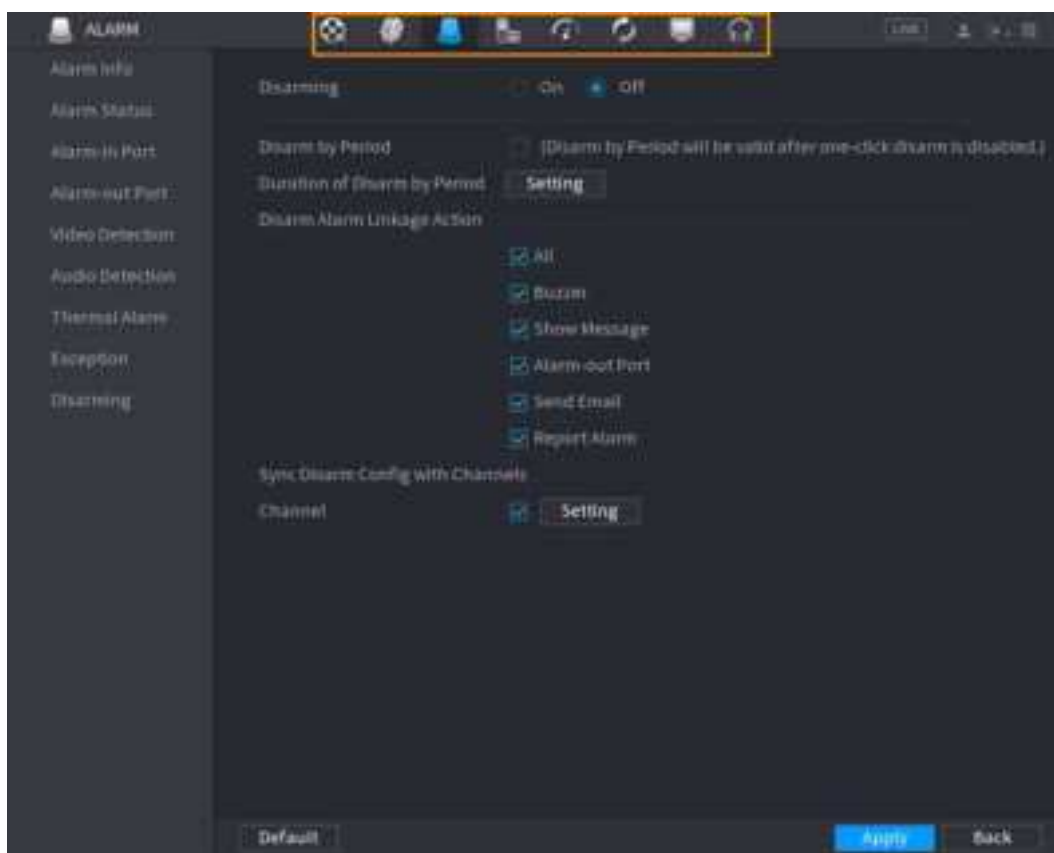 ALARM
LIVE
Alarm Info
Alarm Status
Alarm-in Port
Alarm-out Port
Video Detection
Audio Detection
Thermal Alarm
Exception
Disarming
Disarming On Off
Disarm by Period (Disarm by Period will be valid after one-click disarm is disabled.)
Duration of Disarm by Period Setting
Disarm Alarm Linkage Action
All
Buzzer
Show Message
Alarm-out Port
Send Email
Report Alarm
Sync Disarm Config with Channels
Channel Setting
Default Apply Back